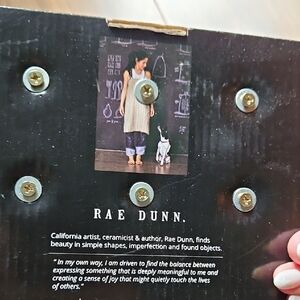 RAE DUNN.
California artist, ceramicist & author, Rae Dunn, finds
beauty in simple shapes, imperfection and found objects.
" In my own way, I am driven to find the balance between
expressing something that is deeply meaningful to me and
creating a sense of joy that might quietly touch the lives
of others."